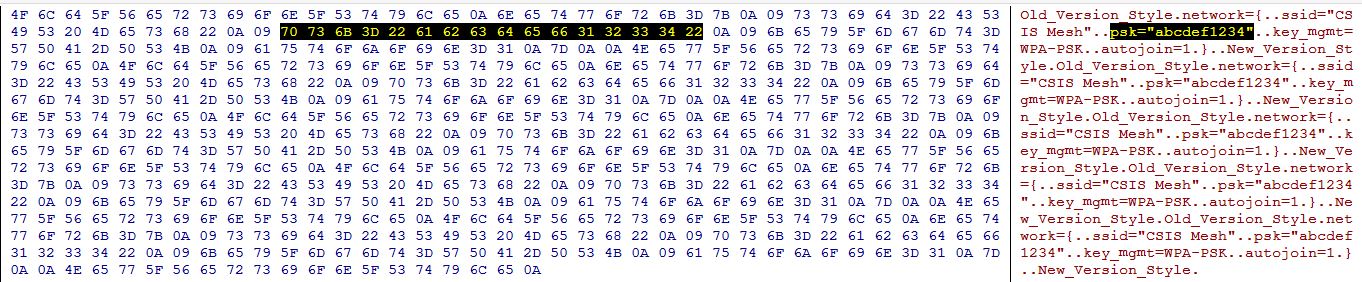 4F 6C 64 5F 56 65 72 73 69 6F 6E 5F 53 74 79 6C 65 0A 6E 65 74 77 6F 72 6B 3D 7B 0A 09 73 73 69 64 3D 22 43 53 Old_Version_Style.network={..ssid="CS
49 53 20 4D 65 73 68 22 0A 09 70 73 6B 3D 22 61 62 63 64 65 66 31 32 33 34 22 0A 09 6B 65 79 5F 6D 67 6D 74 3D IS Mesh"..psk="abcdef1234"..key_mgmt=
57 50 41 2D 50 53 4B 0A 09 61 75 74 6F 6A 6F 69 6E 3D 31 0A 7D 0A 0A 4E 65 77 5F 56 65 72 73 69 6F 6E 5F 53 74 WPA-PSK..autojoin=1.}..New_Version_St
79 6C 65 0A 4F 6C 64 5F 56 65 72 73 69 6F 6E 5F 53 74 79 6C 65 0A 6E 65 74 77 6F 72 6B 3D 7B 0A 09 73 73 69 64 yle.Old_Version_Style.network={..ssid
3D 22 43 53 49 53 20 4D 65 73 68 22 0A 09 70 73 6B 3D 22 61 62 63 64 65 66 31 32 33 34 22 0A 09 6B 65 79 5F 6D ="CSIS Mesh"..psk="abcdef1234"..key_m
67 6D 74 3D 57 50 41 2D 50 53 4B 0A 09 61 75 74 6F 6A 6F 69 6E 3D 31 0A 7D 0A 0A 4E 65 77 5F 56 65 72 73 69 6F gmt=WPA-PSK..autojoin=1.}..New_Versio
6E 5F 53 74 79 6C 65 0A 4F 6C 64 5F 56 65 72 73 69 6F 6E 5F 53 74 79 6C 65 0A 6E 65 74 77 6F 72 6B 3D 7B 0A 09 n_Style.Old_Version_Style.network={..
73 73 69 64 3D 22 43 53 49 53 20 4D 65 73 68 22 0A 09 70 73 6B 3D 22 61 62 63 64 65 66 31 32 33 34 22 0A 09 6B ssid="CSIS Mesh"..psk="abcdef1234"..k
65 79 5F 6D 67 6D 74 3D 57 50 41 2D 50 53 4B 0A 09 61 75 74 6F 6A 6F 69 6E 3D 31 0A 7D 0A 0A 4E 65 77 5F 56 65 ey_mgmt=WPA-PSK..autojoin=1.}..New_Ve
72 73 69 6F 6E 5F 53 74 79 6C 65 0A 4F 6C 64 5F 56 65 72 73 69 6F 6E 5F 53 74 79 6C 65 0A 6E 65 74 77 6F 72 6B rsion_Style.Old_Version_Style.network
3D 7B 0A 09 73 73 69 64 3D 22 43 53 49 53 20 4D 65 73 68 22 0A 09 70 73 6B 3D 22 61 62 63 64 65 66 31 32 33 34 ={..ssid="CSIS Mesh"..psk="abcdef1234
22 0A 09 6B 65 79 5F 6D 67 6D 74 3D 57 50 41 2D 50 53 4B 0A 09 61 75 74 6F 6A 6F 69 6E 3D 31 0A 7D 0A 0A 4E 65 "..key_mgmt=WPA-PSK..autojoin=1.}..Ne
77 5F 56 65 72 73 69 6F 6E 5F 53 74 79 6C 65 0A 4F 6C 64 5F 56 65 72 73 69 6F 6E 5F 53 74 79 6C 65 0A 6E 65 74 w_Version_Style.Old_Version_Style.net
77 6F 72 6B 3D 7B 0A 09 73 73 69 64 3D 22 43 53 49 53 20 4D 65 73 68 22 0A 09 70 73 6B 3D 22 61 62 63 64 65 66 work={..ssid="CSIS Mesh"..psk="abcdef
31 32 33 34 22 0A 09 6B 65 79 5F 6D 67 6D 74 3D 57 50 41 2D 50 53 4B 0A 09 61 75 74 6F 6A 6F 69 6E 3D 31 0A 7D 1234"..key_mgmt=WPA-PSK..autojoin=1.}
0A 0A 4E 65 77 5F 56 65 72 73 69 6F 6E 5F 53 74 79 6C 65 0A ..New_Version_Style.